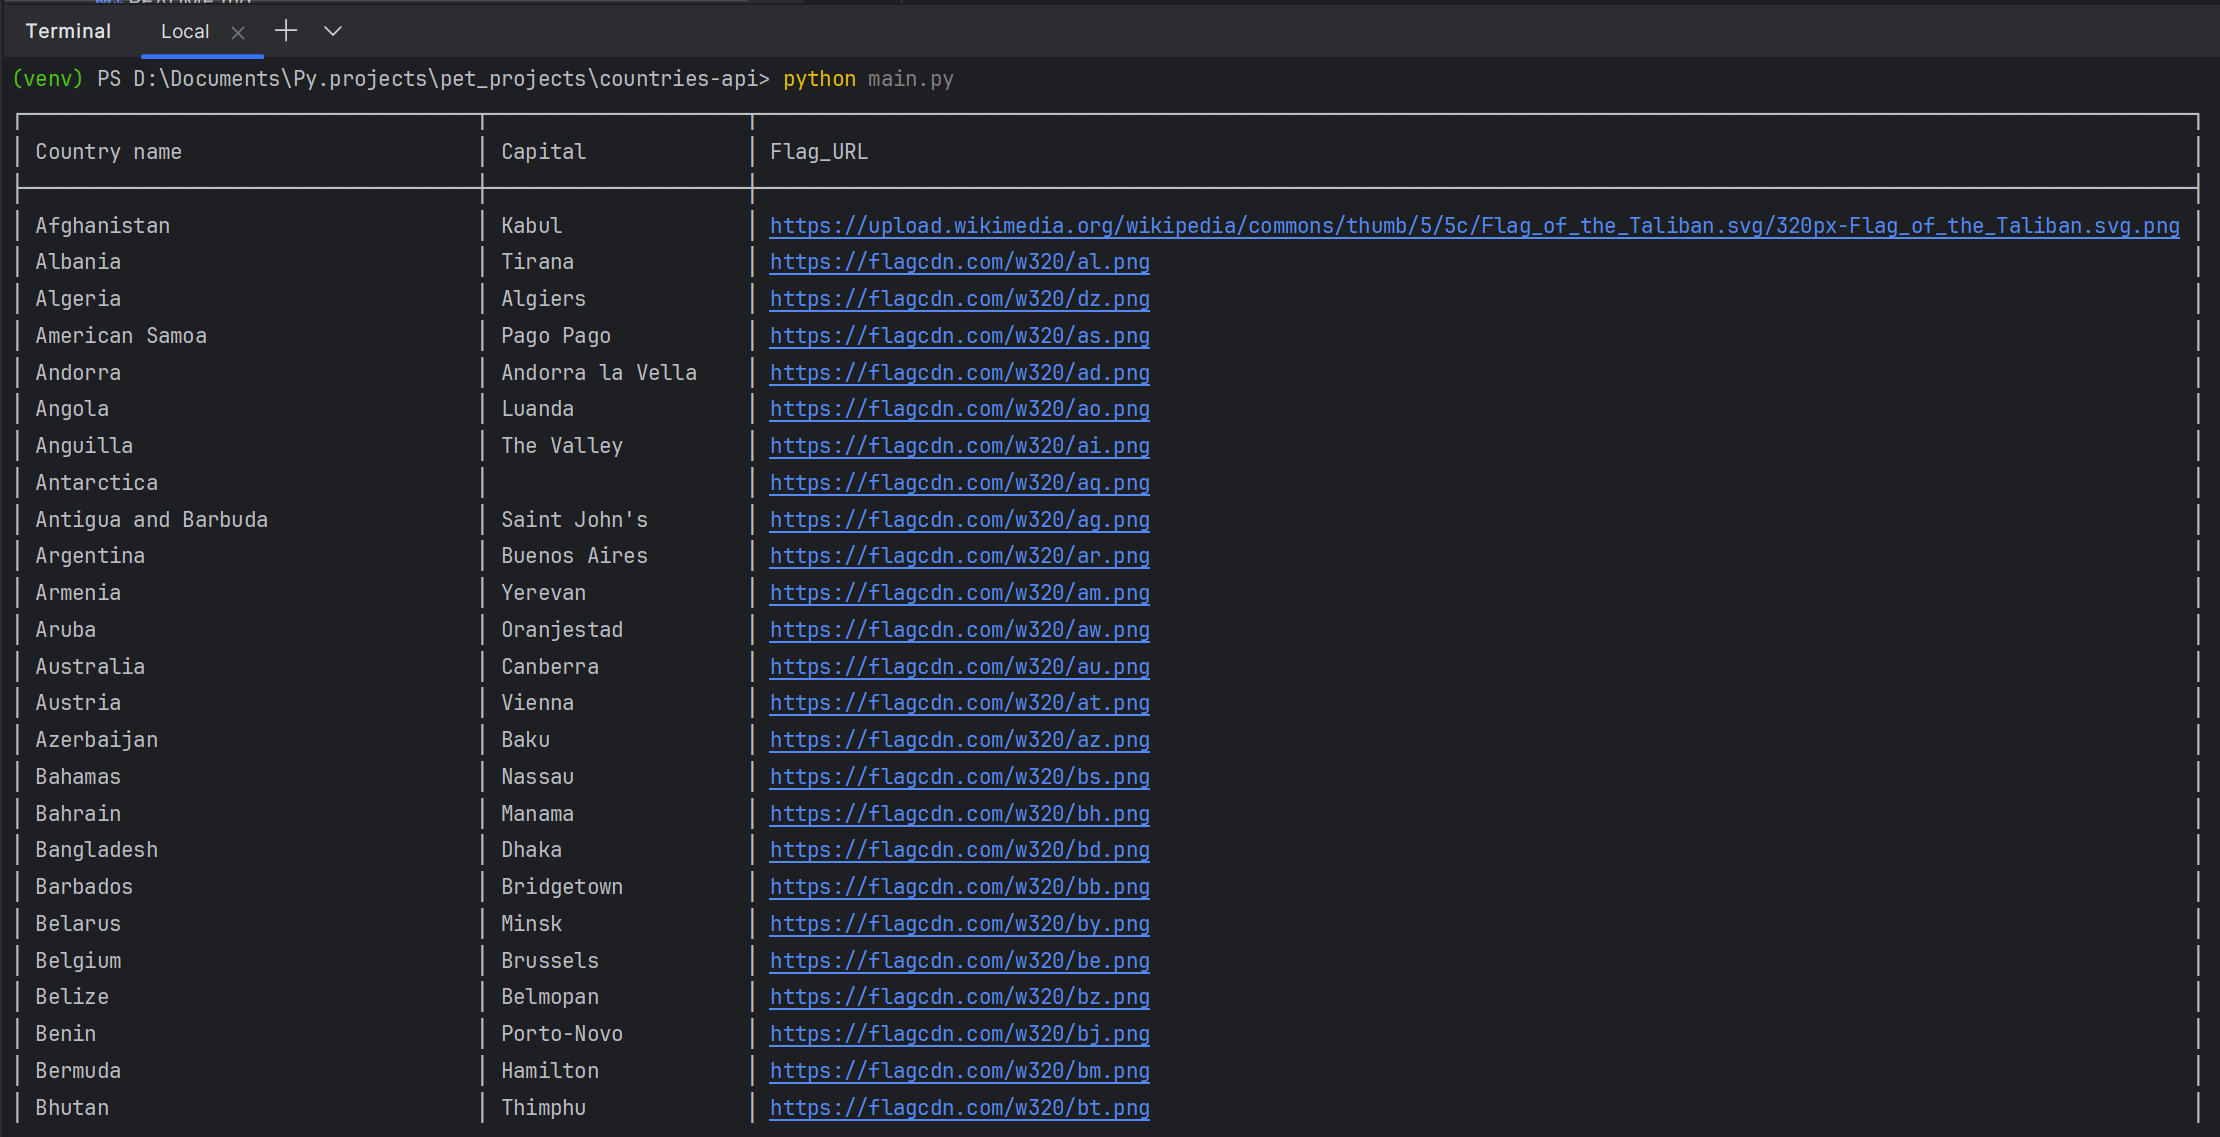 Terminal Local
(venv) PS D:\Documents\Py.projects\pet_projects\countries-api> python main.py
Country name Capital Flag_URL
Afghanistan Kabul https://upload.wikimedia.org/wikipedia/commons/thumb/5/5c/Flag_of_the_Taliban.svg/320px-Flag_of_the_Taliban.svg.png
Albania Tirana https://flagcdn.com/w320/al.png
Algeria Algiers https://flagcdn.com/w320/dz.png
American Samoa Pago Pago https://flagcdn.com/w320/as.png
Andorra Andorra la Vella https://flagcdn.com/w320/ad.png
Angola Luanda https://flagcdn.com/w320/ao.png
Anguilla The Valley https://flagcdn.com/w320/ai.png
Antarctica https://flagcdn.com/w320/aq.png
Antigua and Barbuda Saint John's https://flagcdn.com/w320/ag.png
Argentina Buenos Aires https://flagcdn.com/w320/ar.png
Armenia Yerevan https://flagcdn.com/w320/am.png
Aruba Oranjestad https://flagcdn.com/w320/aw.png
Australia Canberra https://flagcdn.com/w320/au.png
Austria Vienna https://flagcdn.com/w320/at.png
Azerbaijan Baku https://flagcdn.com/w320/az.png
Bahamas Nassau https://flagcdn.com/w320/bs.png
Bahrain Manama https://flagcdn.com/w320/bh.png
Bangladesh Dhaka https://flagcdn.com/w320/bd.png
Barbados Bridgetown https://flagcdn.com/w320/bb.png
Belarus Minsk https://flagcdn.com/w320/by.png
Belgium Brussels https://flagcdn.com/w320/be.png
Belize Belmopan https://flagcdn.com/w320/bz.png
Benin Porto-Novo https://flagcdn.com/w320/bj.png
Bermuda Hamilton https://flagcdn.com/w320/bm.png
Bhutan Thimphu https://flagcdn.com/w320/bt.png